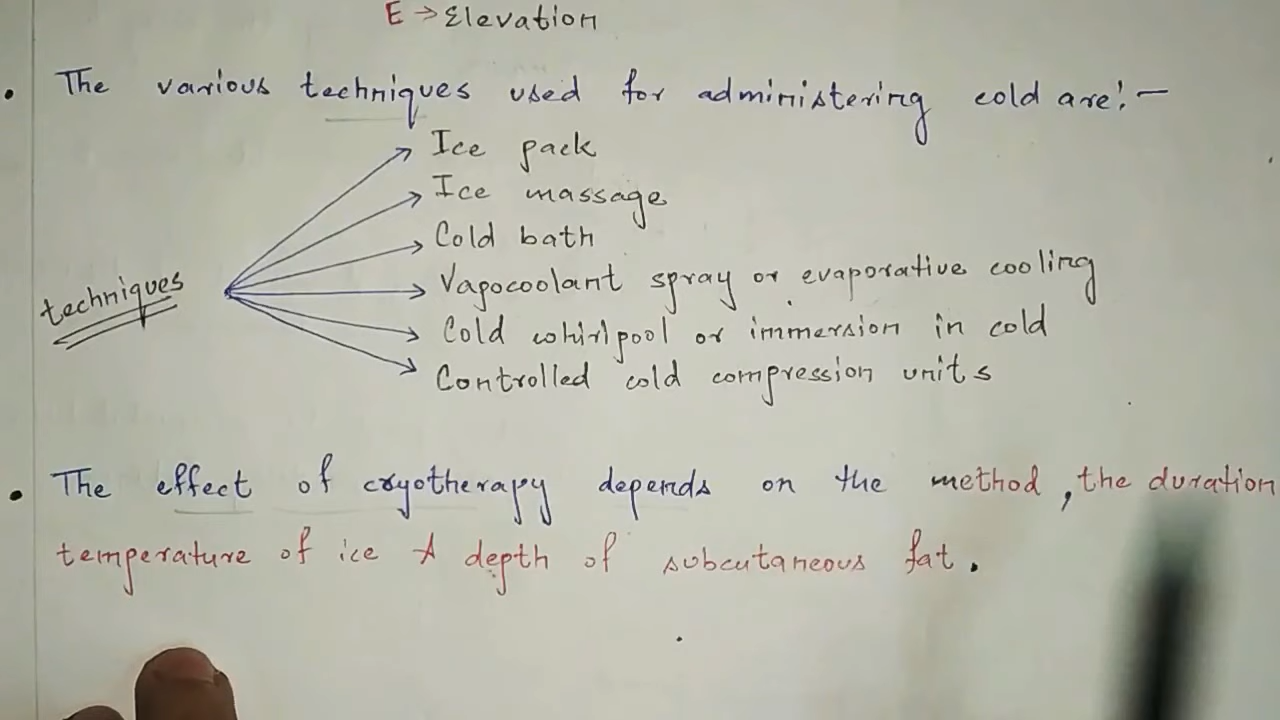 E → Elevation
• The various techniques used for administering cold are:-
Ice pack
Ice massage
Cold bath
techniques
Vapocoolant spray or evaporative cooling
Cold whirlpool or immersion in cold
Controlled cold compression units
• The effect of cryotherapy depends on the method, the duration
temperature of ice & depth of subcutaneous fat.